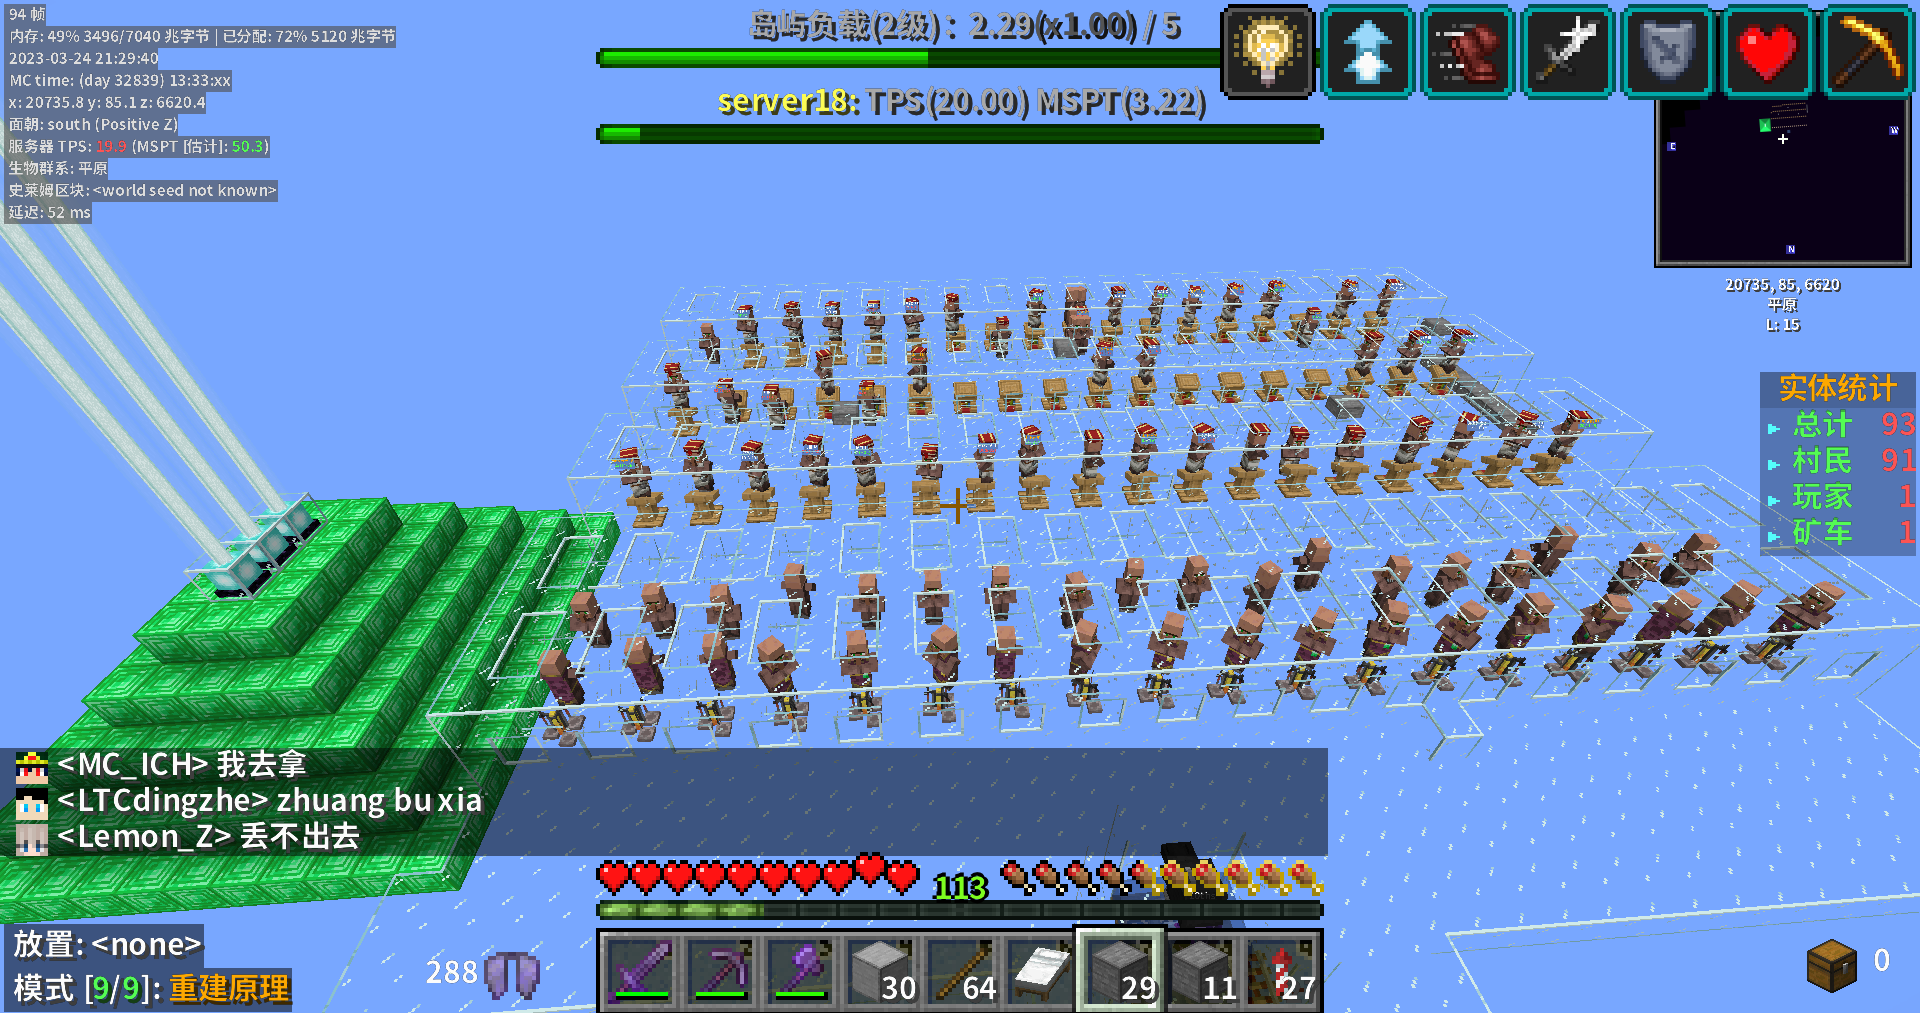 94 帧
内存: 49% 3496/7040 兆字节 | 已分配: 72% 5120 兆字节
2023-03-24 21:29:40
MC time: (day 32839) 13:33:xx
x: 20735.8 y: 85.1 z: 6620.4
面朝: south (Positive Z)
服务器 TPS: 19.9 (MSPT [估计]: 50.3)
生物群系: 平原
史莱姆区块: <world seed not known>
延迟: 52 ms
岛屿负载(2级): 2.29(x1.00) / 5
server18: TPS(20.00) MSPT(3.22)
E
W
N
20735, 85, 6620
平原
L: 15
实体统计
总计 93
村民 91
玩家 1
矿车 1
<MC_ICH> 我去拿
<LTCdingzhe> zhuang bu xia
<Lemon_Z> 丢不出去
113
放置: <none>
模式 [9/9]: 重建原理
288
30
64
29
11
27
0